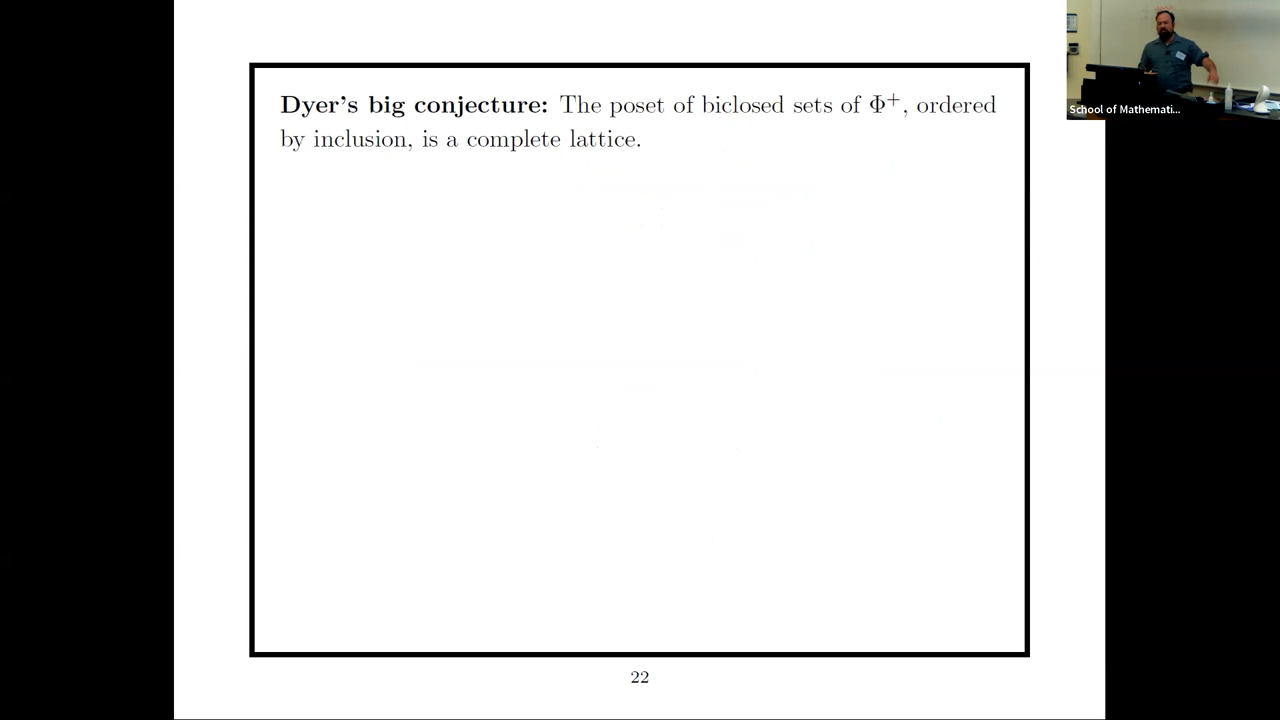 Dyer's big conjecture: The poset of biclosed sets of Φ⁺, ordered
by inclusion, is a complete lattice.
22
School of Mathemati...